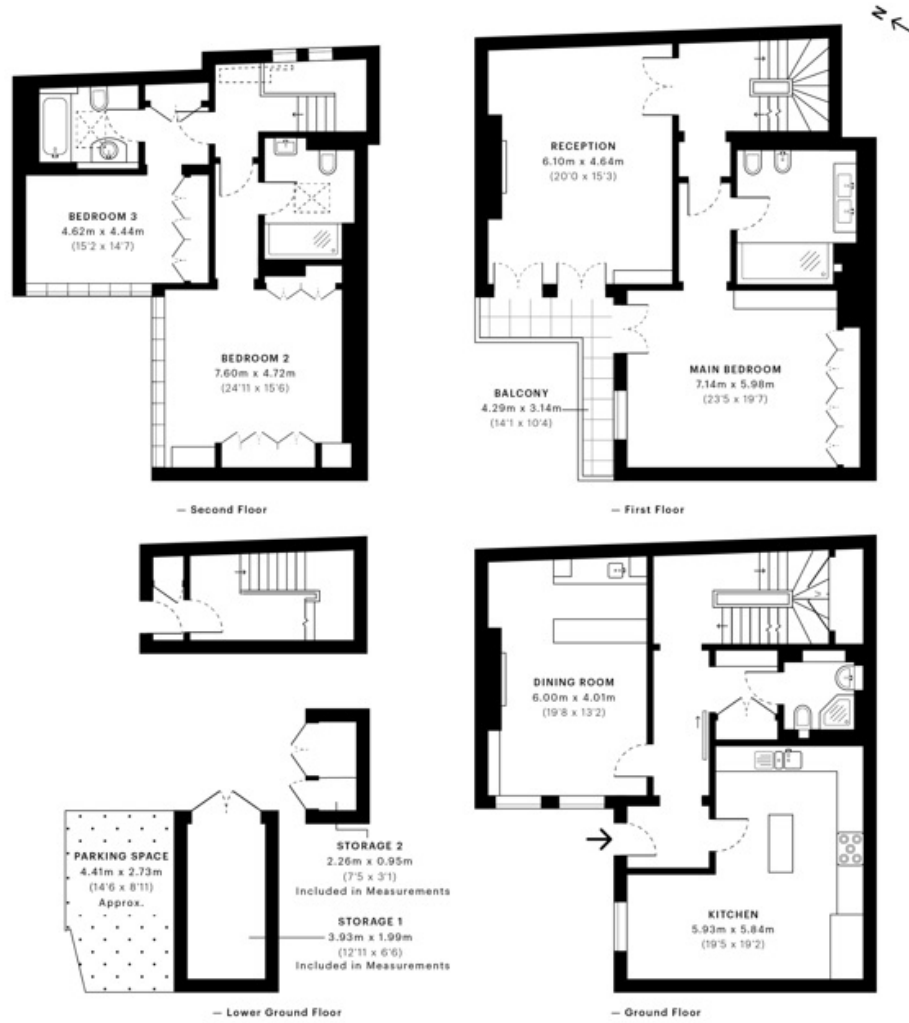 N
BEDROOM 3
4.62m x 4.44m
(15'2 x 14'7)
BEDROOM 2
7.60m x 4.72m
(24'11 x 15'6)
— Second Floor
RECEPTION
6.10m x 4.64m
(20'0 x 15'3)
BALCONY
4.29m x 3.14m
(14'1 x 10'4)
MAIN BEDROOM
7.14m x 5.98m
(23'5 x 19'7)
— First Floor
PARKING SPACE
4.41m x 2.73m
(14'6 x 8'11)
Approx.
STORAGE 2
2.26m x 0.95m
(7'5 x 3'1)
Included in Measurements
STORAGE 1
3.93m x 1.99m
(12'11 x 6'6)
Included in Measurements
— Lower Ground Floor
DINING ROOM
6.00m x 4.01m
(19'8 x 13'2)
KITCHEN
5.93m x 5.84m
(19'5 x 19'2)
— Ground Floor